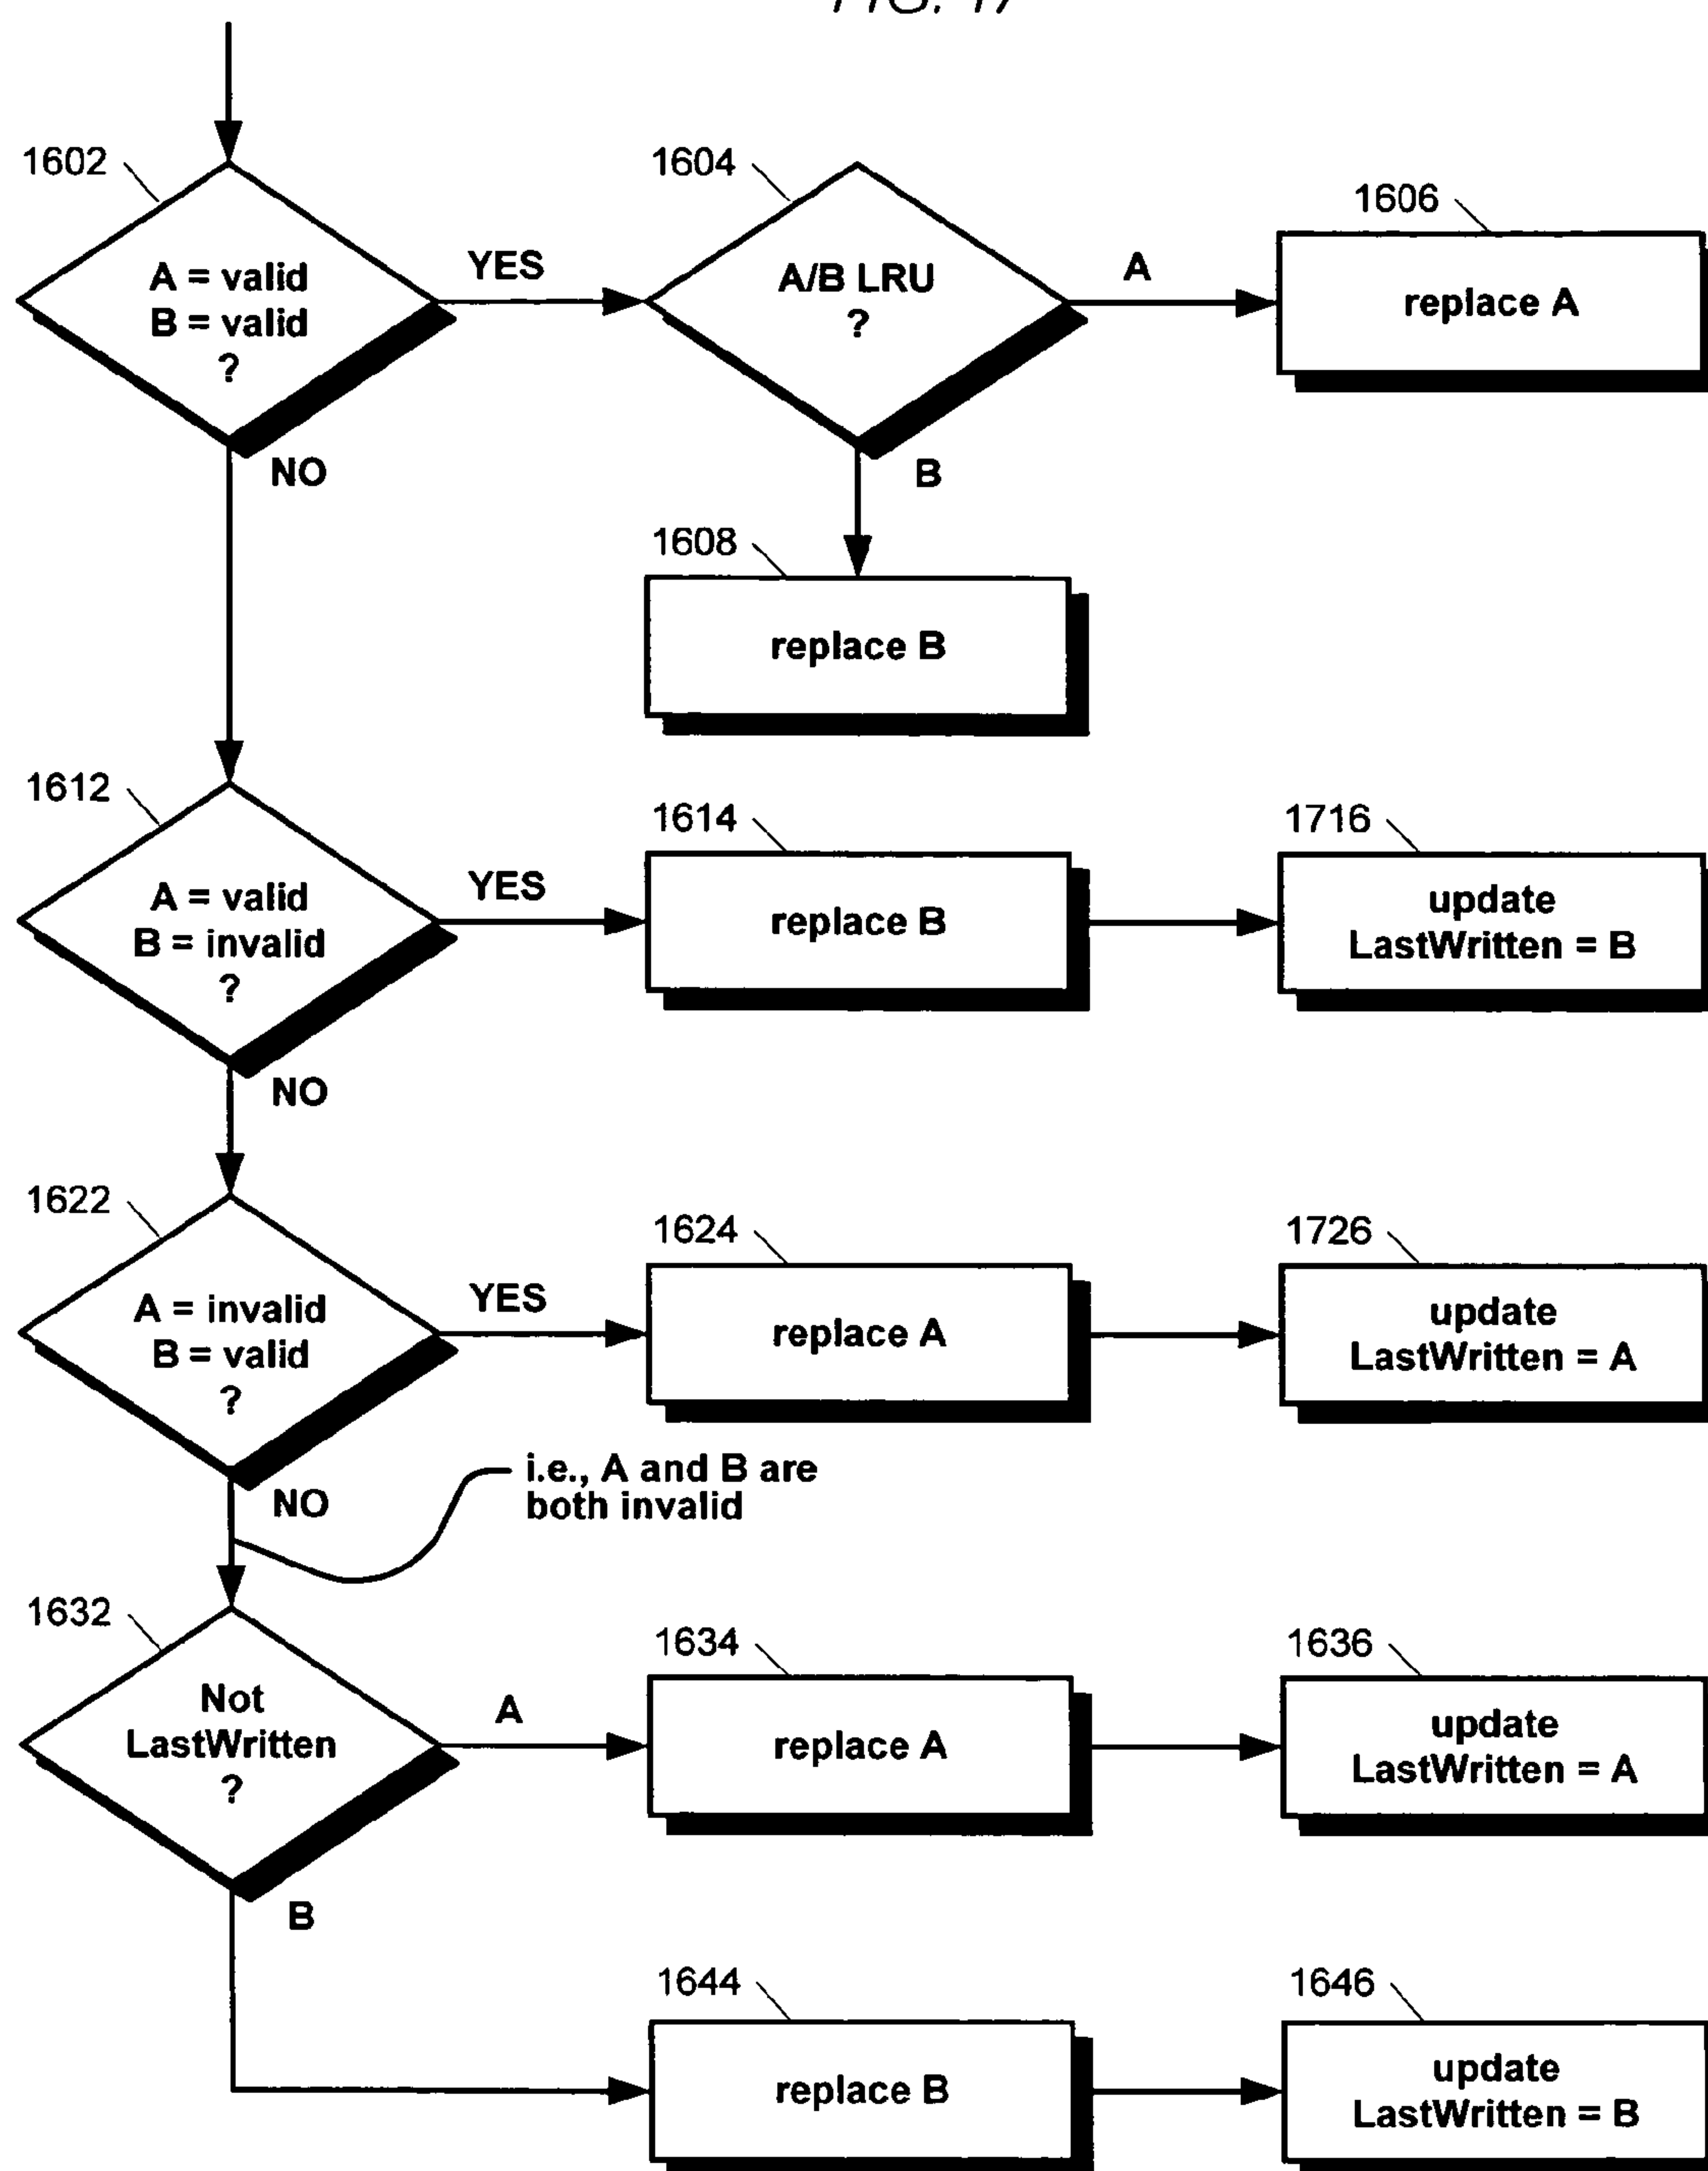 FIG. 17
1602
A = valid
B = valid
?
YES
NO
1604
A/B LRU
?
A
B
1606
replace A
1608
replace B
1612
A = valid
B = invalid
?
YES
NO
1614
replace B
1716
update
LastWritten = B
1622
A = invalid
B = valid
?
YES
NO
1624
replace A
1726
update
LastWritten = A
i.e., A and B are
both invalid
1632
Not
LastWritten
?
A
B
1634
replace A
1636
update
LastWritten = A
1644
replace B
1646
update
LastWritten = B